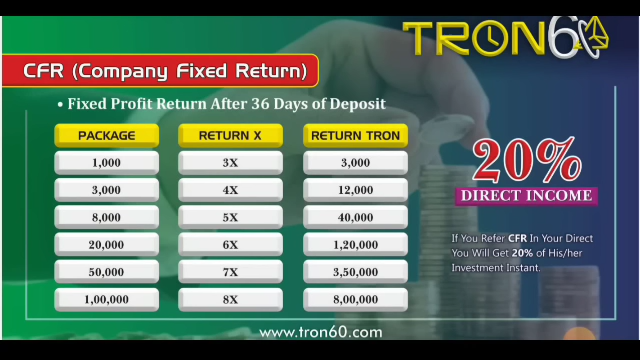 TRON60
CFR (Company Fixed Return)
• Fixed Profit Return After 36 Days of Deposit
PACKAGE RETURN X RETURN TRON
1,000 3X 3,000
3,000 4X 12,000
8,000 5X 40,000
20,000 6X 1,20,000
50,000 7X 3,50,000
1,00,000 8X 8,00,000
20%
DIRECT INCOME
If You Refer CFR In Your Direct
You Will Get 20% of His/her
Investment Instant.
www.tron60.com